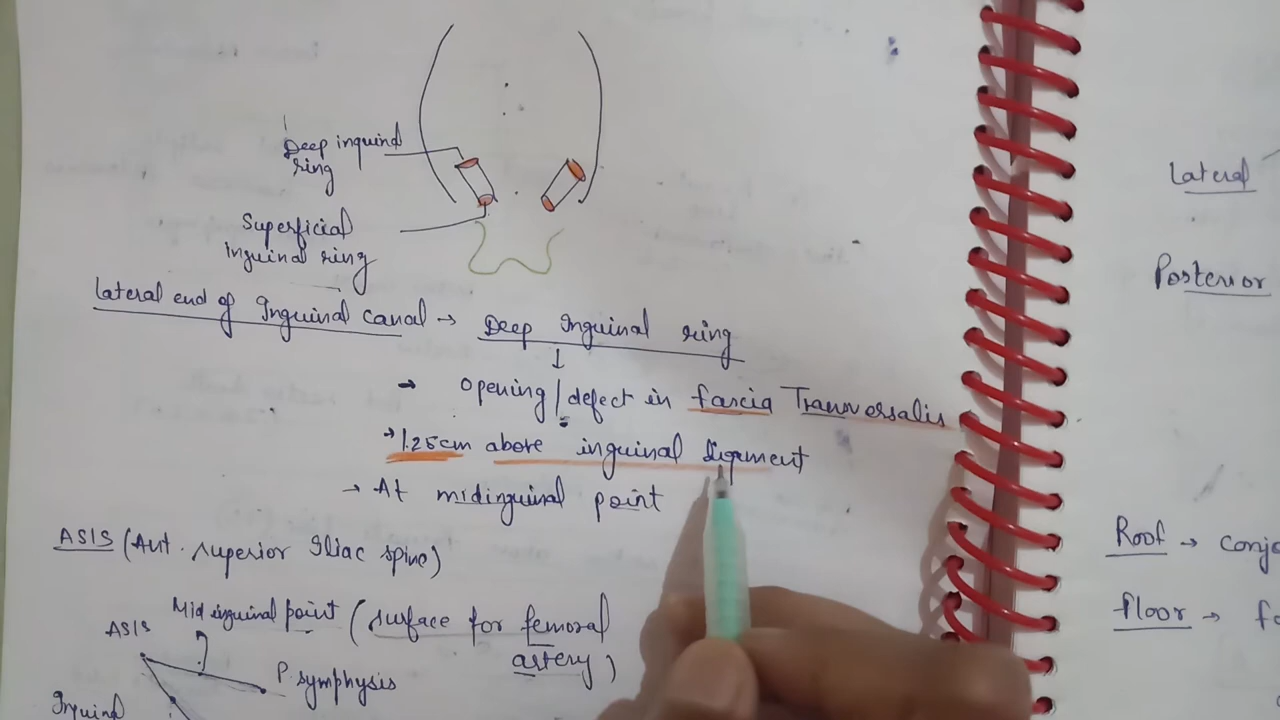 Deep inguinal
ring
Superficial
inguinal ring
lateral end of Inguinal canal → Deep Inguinal ring
↓
→ opening/defect in fascia Transversalis
→ 1.25cm above inguinal ligament
→ At midinguinal point
ASIS (Ant. superior Iliac spine)
Mid inguinal point (surface for femoral
artery)
ASIS
P. symphysis
Inguinal
Lateral
Posterior
Roof →
floor →